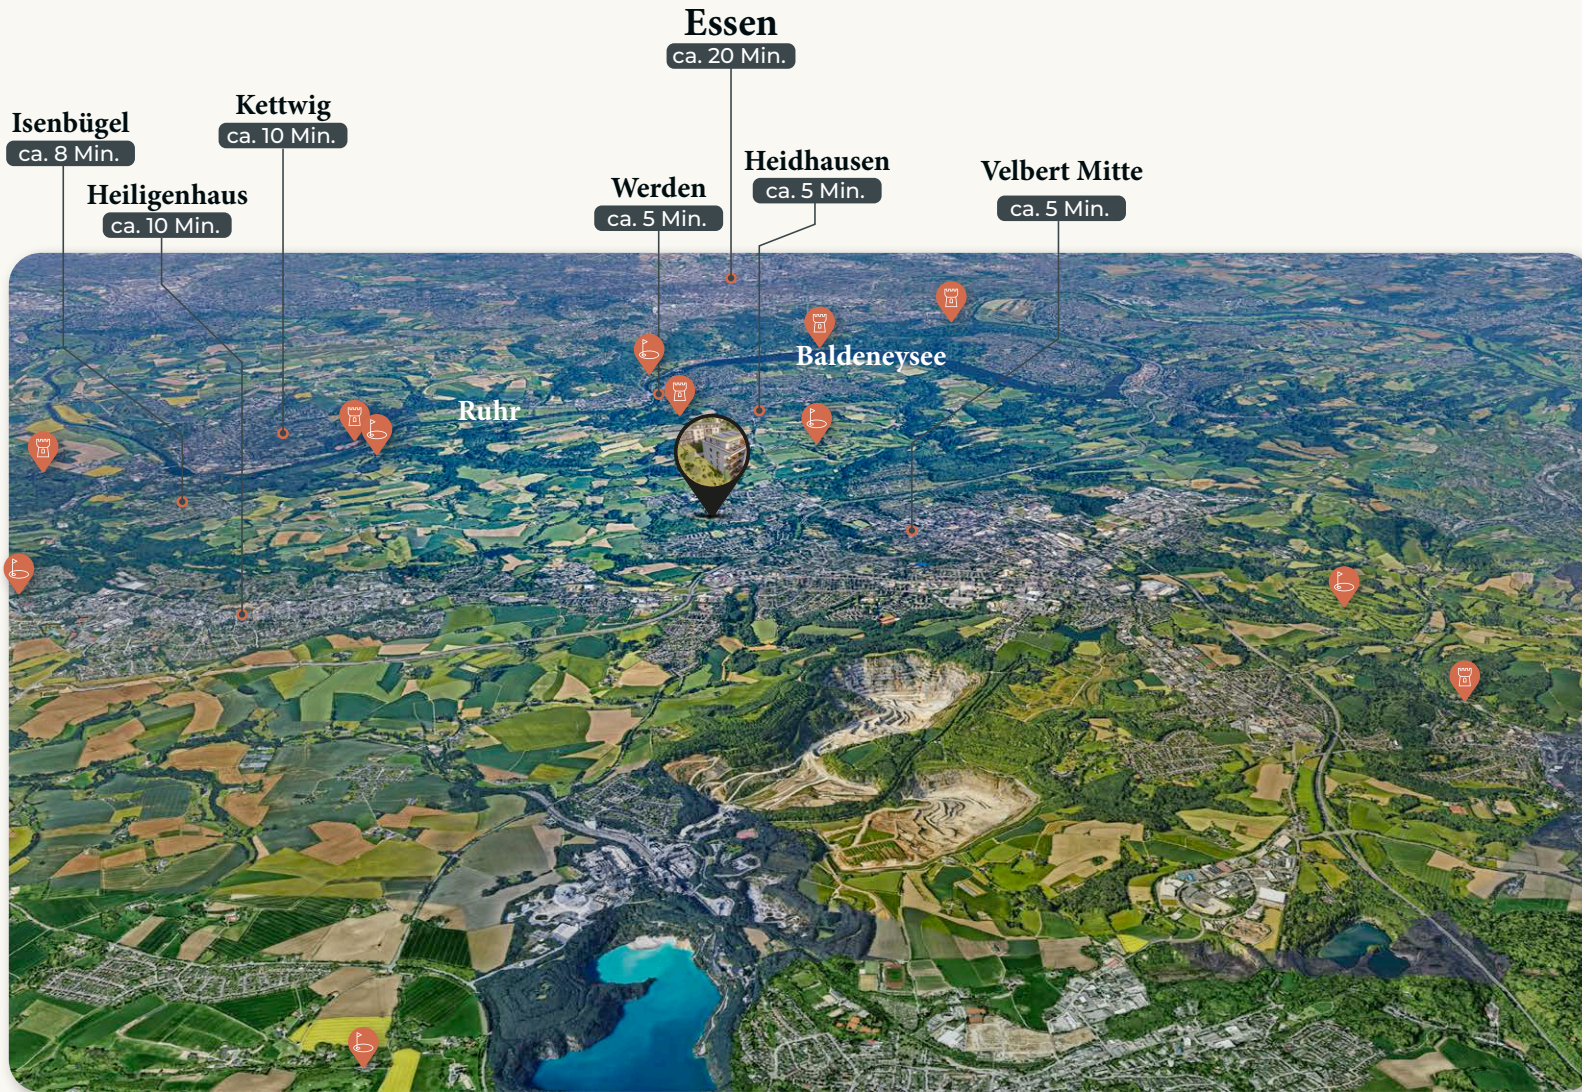 Essen
ca. 20 Min.
Kettwig
ca. 10 Min.
Isenbügel
ca. 8 Min.
Heiligenhaus
ca. 10 Min.
Werden
ca. 5 Min.
Heidhausen
ca. 5 Min.
Velbert Mitte
ca. 5 Min.
Baldeneysee
Ruhr